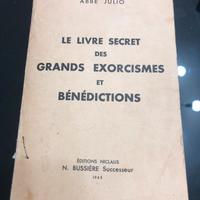 ABBÉ JULIO
LE LIVRE SECRET
DES
GRANDS EXORCISMES
ET
BÉNÉDICTIONS
ÉDITIONS NICLAUS
N. BUSSIÈRE Successeur